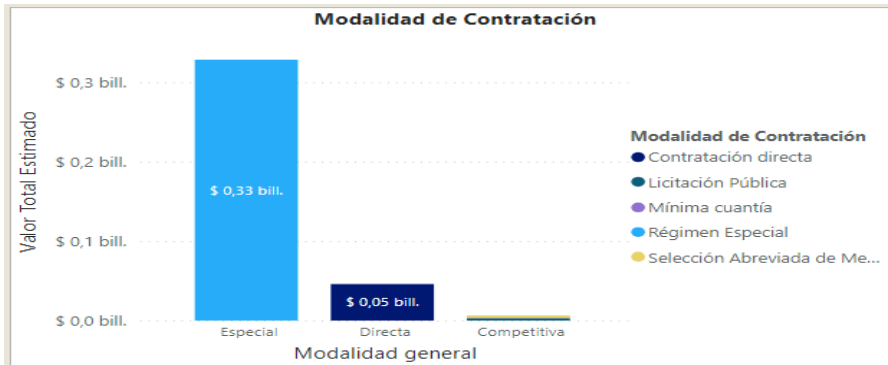 Modalidad de Contratación
Valor Total Estimado
$ 0,3 bill.
$ 0,2 bill.
$ 0,1 bill.
$ 0,0 bill.
$ 0,33 bill.
$ 0,05 bill.
Especial
Directa
Competitiva
Modalidad general
Modalidad de Contratación
Contratación directa
Licitación Pública
Mínima cuantía
Régimen Especial
Selección Abreviada de Me...